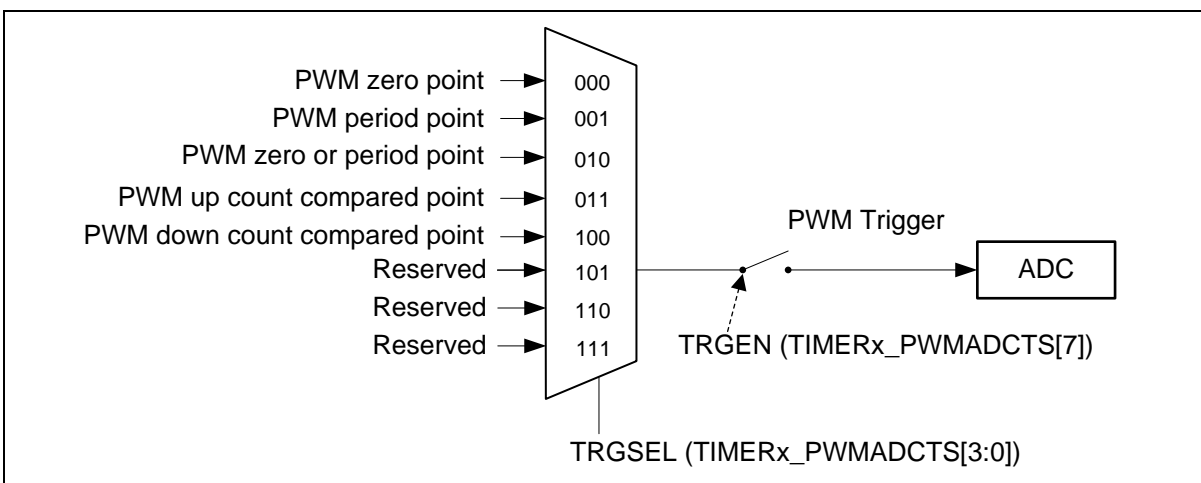 PWM zero point 000
PWM period point 001
PWM zero or period point 010
PWM up count compared point 011
PWM down count compared point 100
Reserved 101
Reserved 110
Reserved 111
PWM Trigger
ADC
TRGEN (TIMERx_PWMADCTS[7])
TRGSEL (TIMERx_PWMADCTS[3:0])